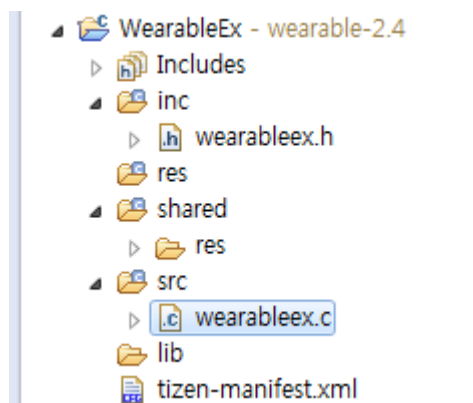 WearableEx - wearable-2.4
Includes
inc
wearableex.h
res
shared
res
src
wearableex.c
lib
tizen-manifest.xml